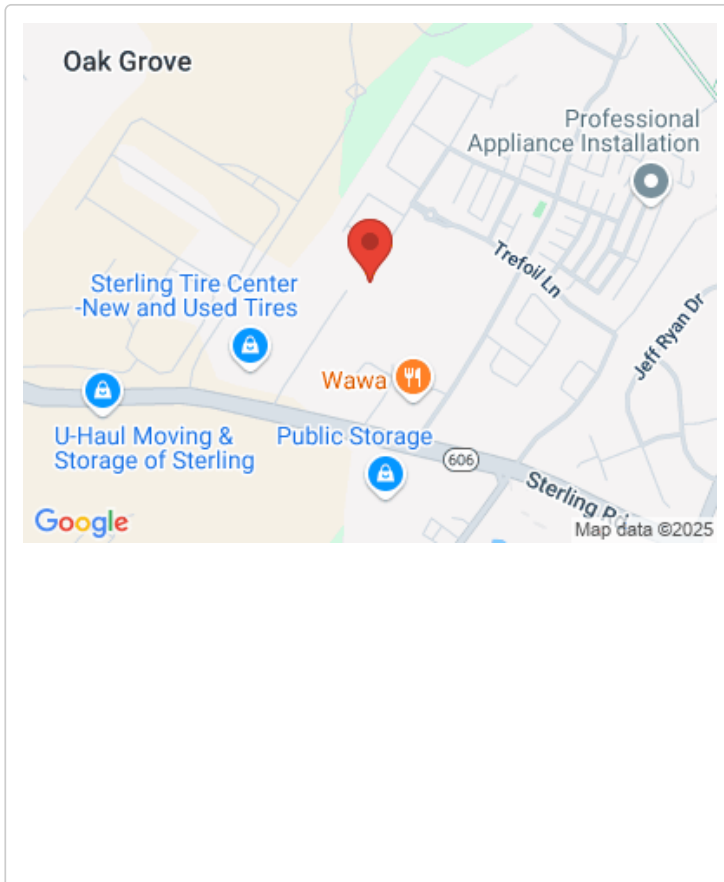 Oak Grove
Professional
Appliance Installation
Trefoil Ln
Sterling Tire Center
-New and Used Tires
Jeff Ryan Dr
Wawa
U-Haul Moving &
Storage of Sterling
Public Storage
606
Sterling Rd
Google
Map data ©2025